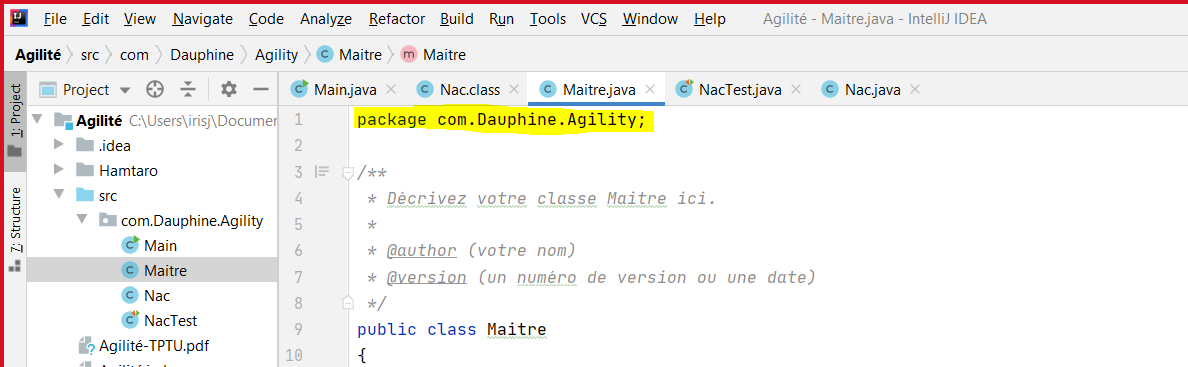 File Edit View Navigate Code Analyze Refactor Build Run Tools VCS Window Help Agilité - Maitre.java - IntelliJ IDEA
Agilité src com Dauphine Agility C Maitre m Maitre
1: Project
7: Structure
Project
Agilité C:\Users\irisj\Documen
.idea
Hamtaro
src
com.Dauphine.Agility
C Main
C Maitre
C Nac
C NacTest
Agilité-TPTU.pdf
C Main.java C Nac.class C Maitre.java C NacTest.java C Nac.java
1 package com.Dauphine.Agility;
2
3 /**
4 * Décrivez votre classe Maitre ici.
5 *
6 * @author (votre nom)
7 * @version (un numéro de version ou une date)
8 */
9 public class Maitre
10 {